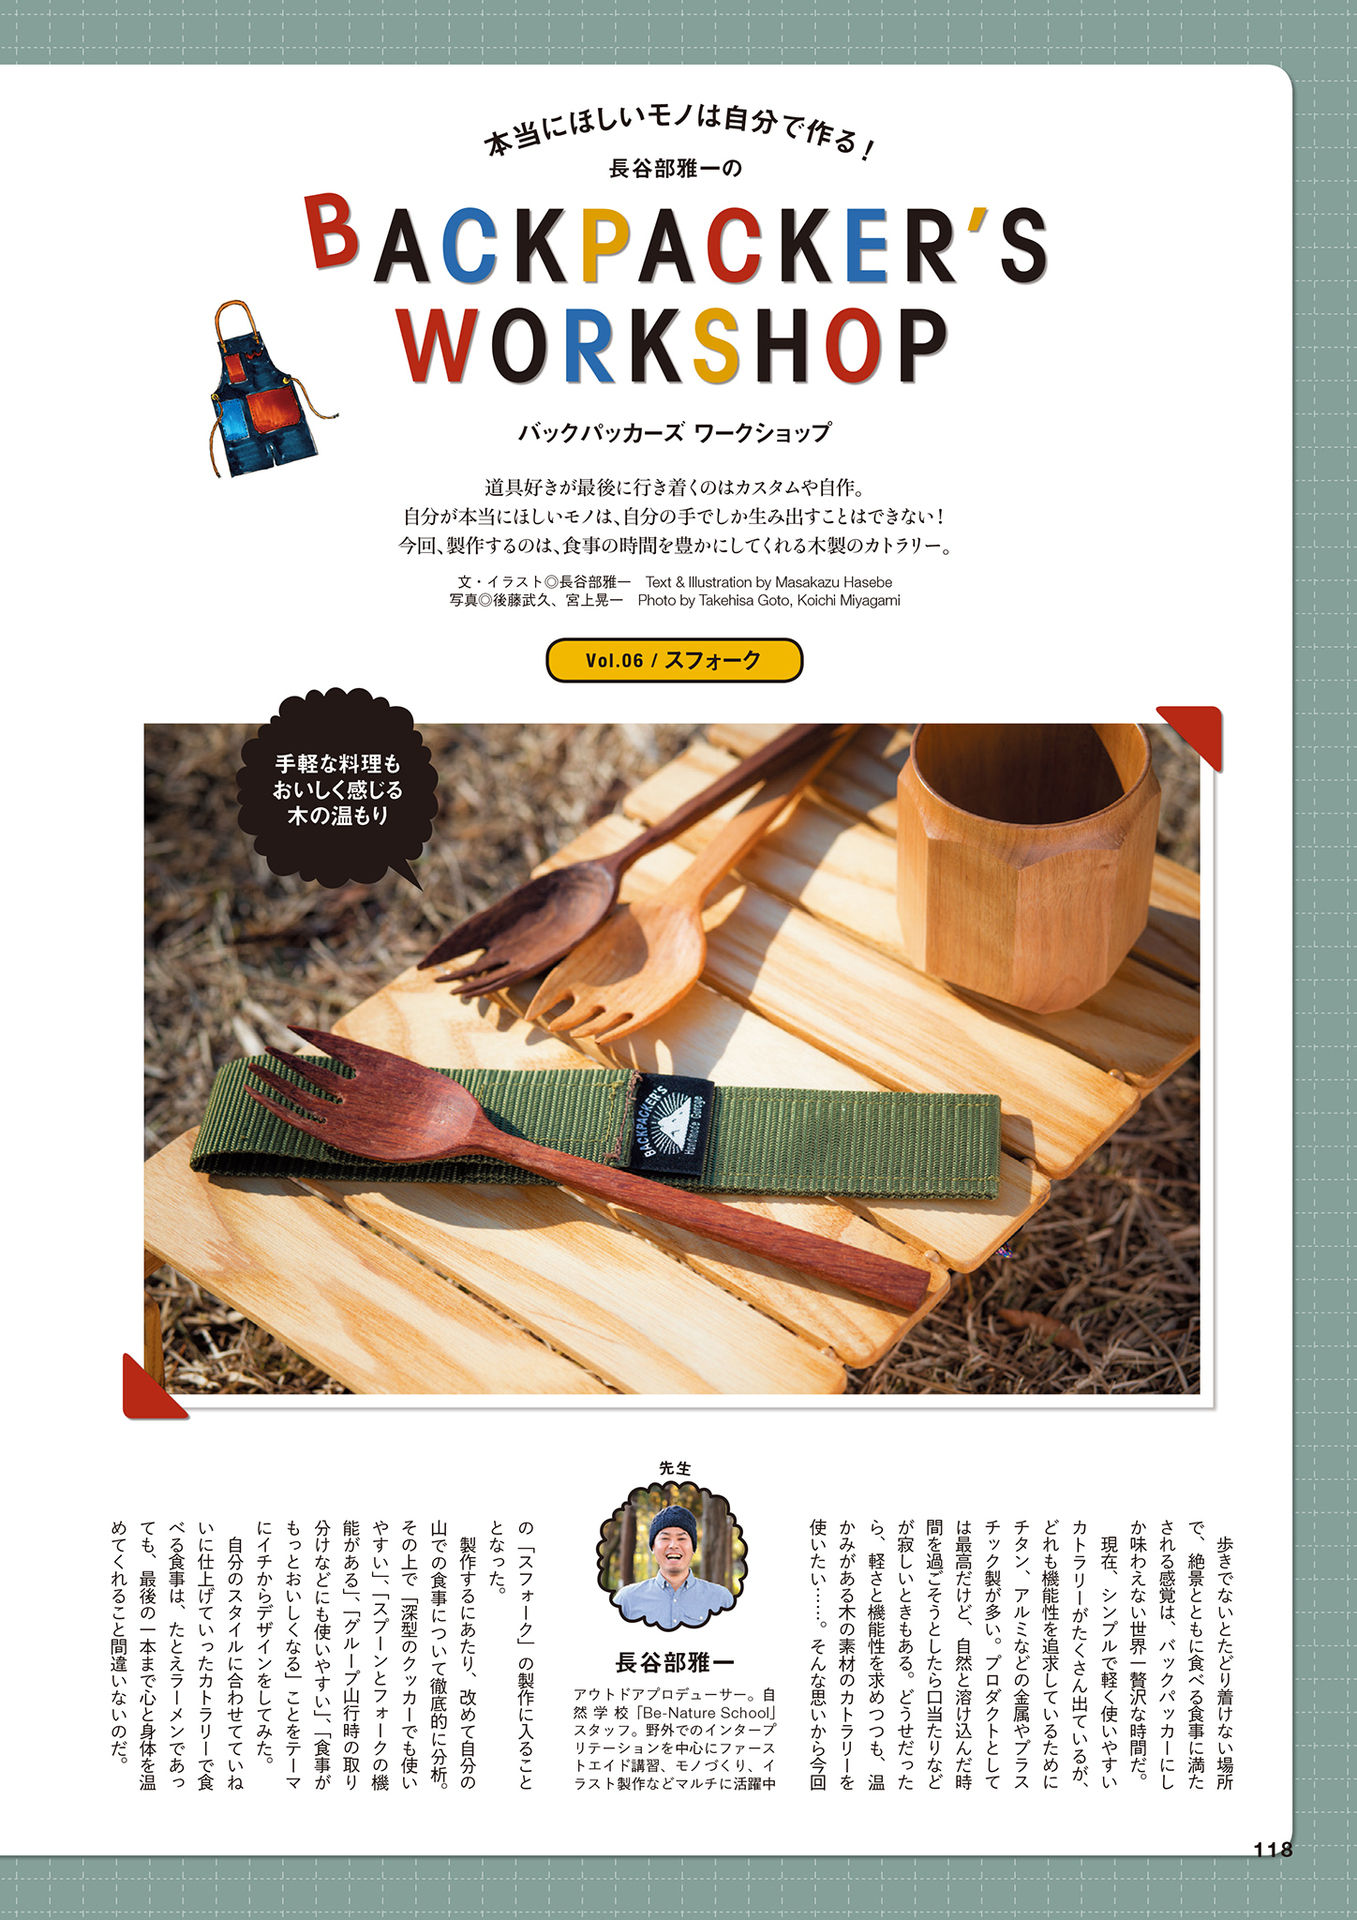 本当にほしいモノは自分で作る!
長谷部雅一の
BACKPACKER'S
WORKSHOP
バックパッカーズ ワークショップ
道具好きが最後に行き着くのはカスタムや自作。
自分が本当にほしいモノは、自分の手でしか生み出すことはできない!
今回、製作するのは、食事の時間を豊かにしてくれる木製のカトラリー。
文・イラスト◎長谷部雅一 Text & Illustration by Masakazu Hasebe
写真◎後藤武久、宮上晃一 Photo by Takehisa Goto, Koichi Miyagami
Vol.06 / スフォーク
手軽な料理も
おいしく感じる
木の温もり
BACKPACKER'S
Handmade Garage
歩きでないとたどり着けない場所
で、絶景とともに食べる食事に満た
される感覚は、バックパッカーにし
か味わえない世界一贅沢な時間だ。
現在、シンプルで軽く使いやすい
カトラリーがたくさん出ているが、
どれも機能性を追求しているために
チタン、アルミなどの金属やプラス
チック製が多い。プロダクトとして
は最高だけど、自然と溶け込んだ時
間を過ごそうとしたら口当たりなど
が寂しいときもある。どうせだった
ら、軽さと機能性を求めつつも、温
かみがある木の素材のカトラリーを
使いたい……。そんな思いから今回
先生
長谷部雅一
アウトドアプロデューサー。自
然学校「Be-Nature School」
スタッフ。野外でのインタープ
リテーションを中心にファース
トエイド講習、モノづくり、イ
ラスト製作などマルチに活躍中
の「スフォーク」の製作に入ること
となった。
製作するにあたり、改めて自分の
山での食事について徹底的に分析。
その上で「深型のクッカーでも使い
やすい」、「スプーンとフォークの機
能がある」、「グループ山行時の取り
分けなどにも使いやすい」、「食事が
もっとおいしくなる」ことをテーマ
にイチからデザインをしてみた。
自分のスタイルに合わせてていね
いに仕上げていったカトラリーで食
べる食事は、たとえラーメンであっ
ても、最後の一本まで心と身体を温
めてくれること間違いないのだ。
118